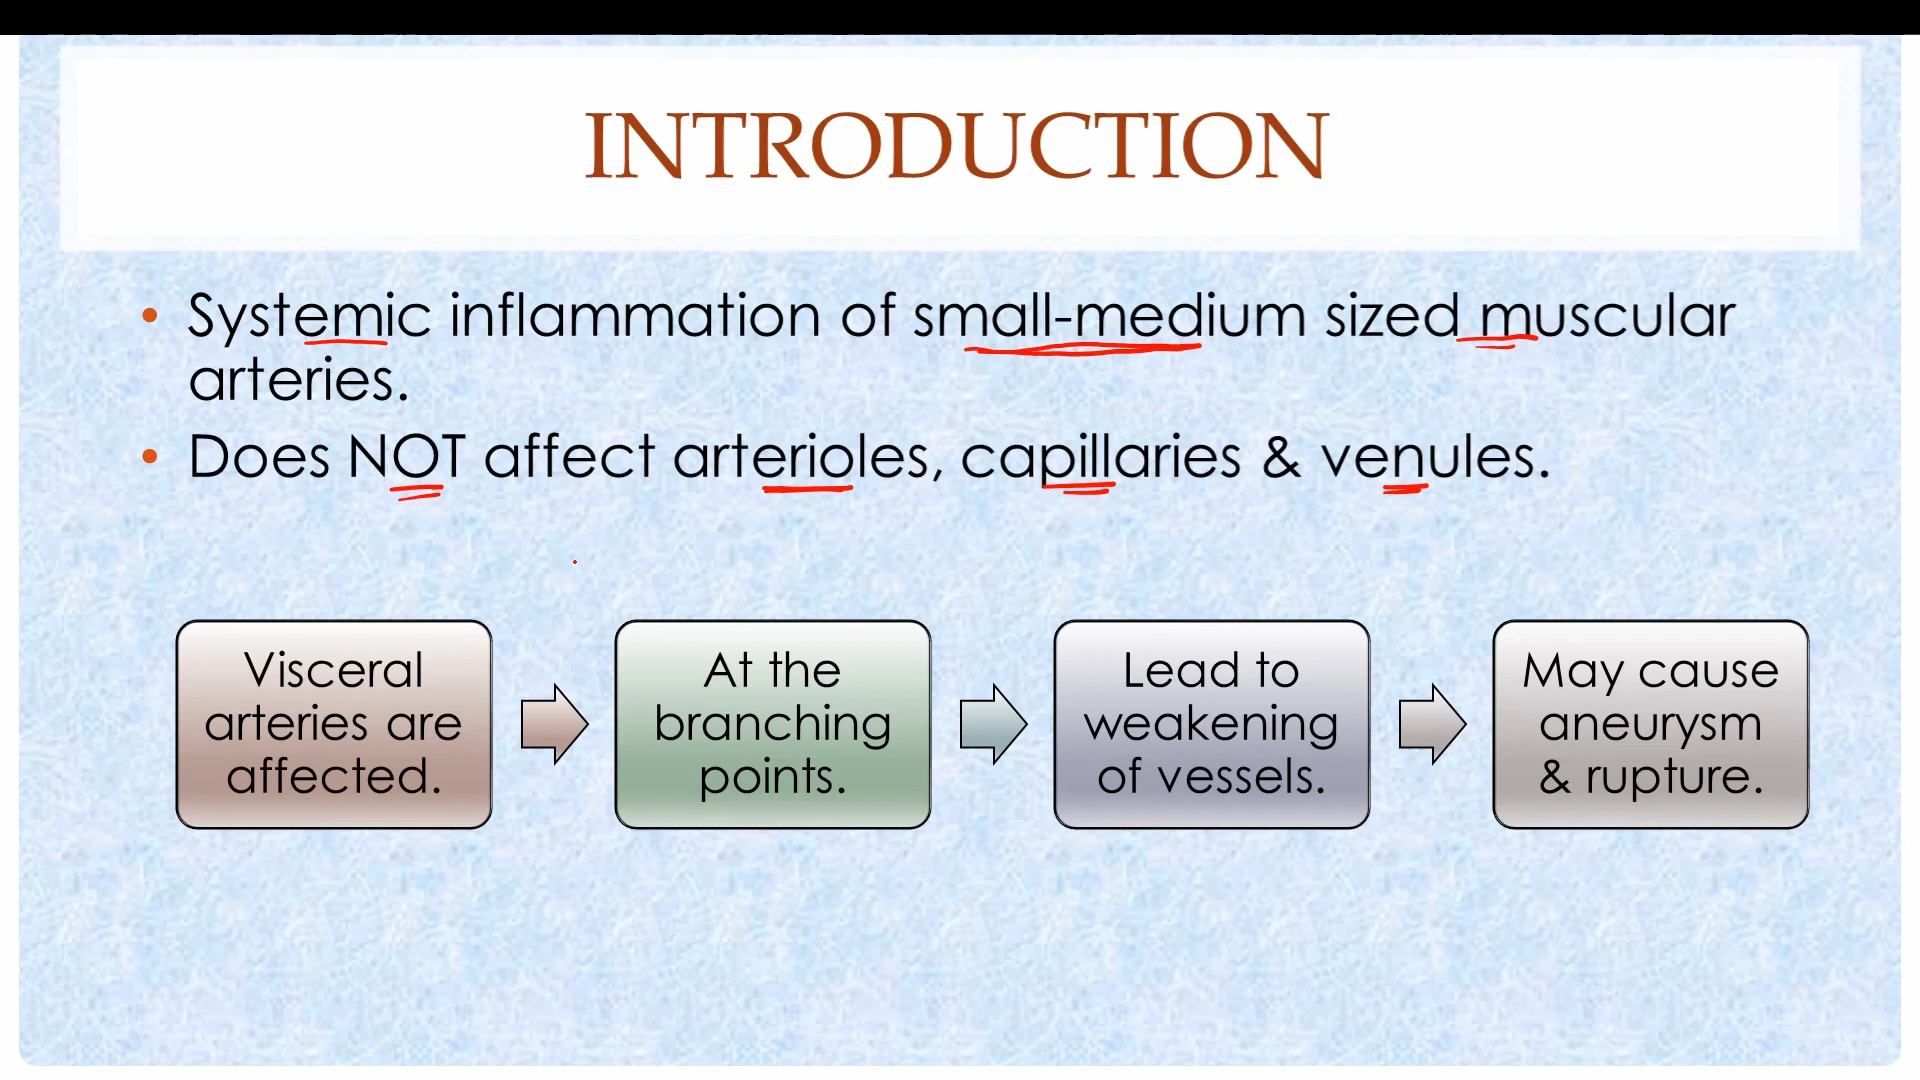 INTRODUCTION
• Systemic inflammation of small-medium sized muscular
arteries.
• Does NOT affect arterioles, capillaries & venules.
Visceral
arteries are
affected.
At the
branching
points.
Lead to
weakening
of vessels.
May cause
aneurysm
& rupture.